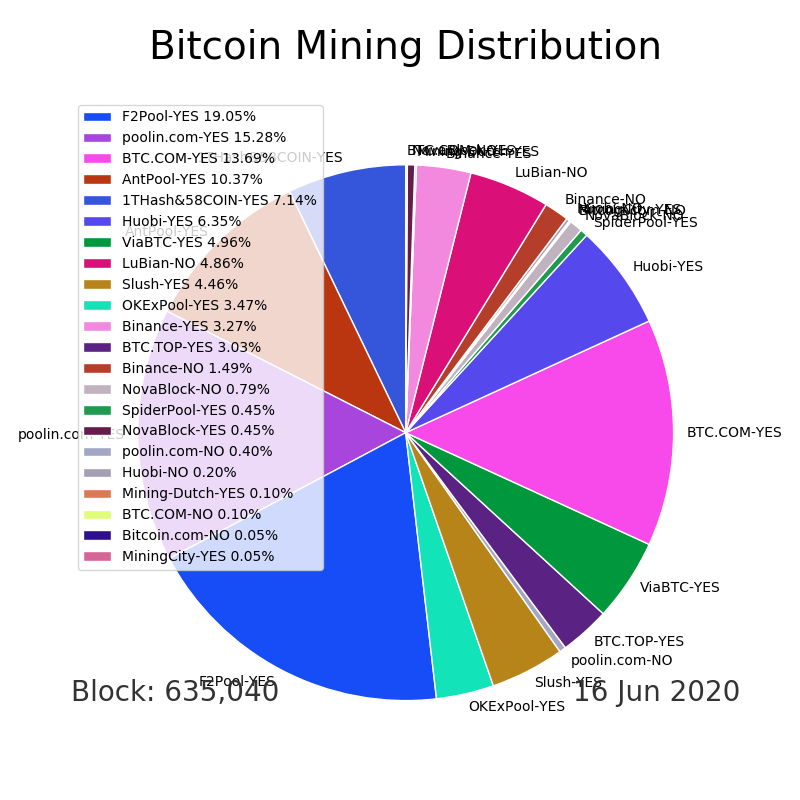 Bitcoin Mining Distribution
F2Pool-YES 19.05%
poolin.com-YES 15.28%
BTC.COM-YES 13.69%
AntPool-YES 10.37%
1THash&58COIN-YES 7.14%
Huobi-YES 6.35%
ViaBTC-YES 4.96%
LuBian-NO 4.86%
Slush-YES 4.46%
OKExPool-YES 3.47%
Binance-YES 3.27%
BTC.TOP-YES 3.03%
Binance-NO 1.49%
NovaBlock-NO 0.79%
SpiderPool-YES 0.45%
NovaBlock-YES 0.45%
poolin.com-NO 0.40%
Huobi-NO 0.20%
Mining-Dutch-YES 0.10%
BTC.COM-NO 0.10%
Bitcoin.com-NO 0.05%
MiningCity-YES 0.05%
Binance-YES
LuBian-NO
Binance-NO
NovaBlock-NO
SpiderPool-YES
Huobi-YES
BTC.COM-YES
ViaBTC-YES
BTC.TOP-YES
poolin.com-NO
Slush-YES
OKExPool-YES
F2Pool-YES
poolin.com-YES
AntPool-YES
1THash&58COIN-YES
Block: 635,040
16 Jun 2020